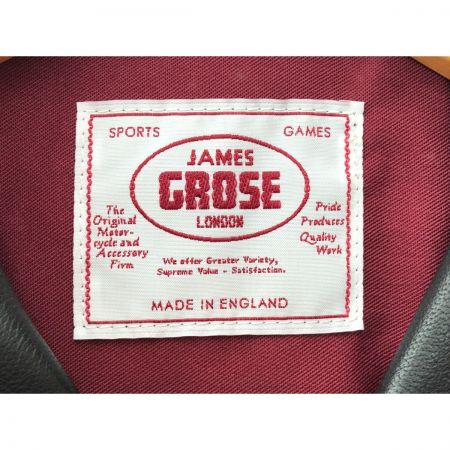 SPORTS GAMES
JAMES
GROSE
LONDON
The
Original
Motor-
cycle and
Accessory
Firm
Pride
Produces
Quality
Work
We offer Greater Variety,
Supreme Value - Satisfaction.
MADE IN ENGLAND